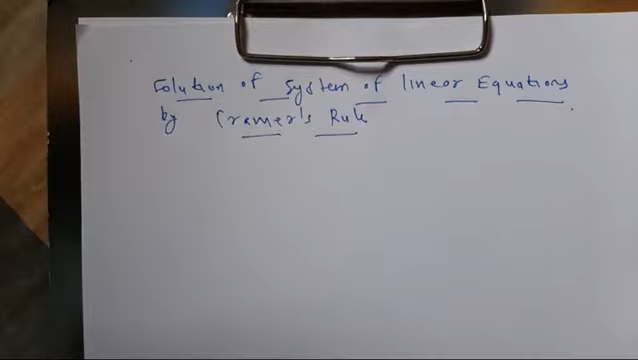 Solution of System of linear Equations
by Cramer's Rule